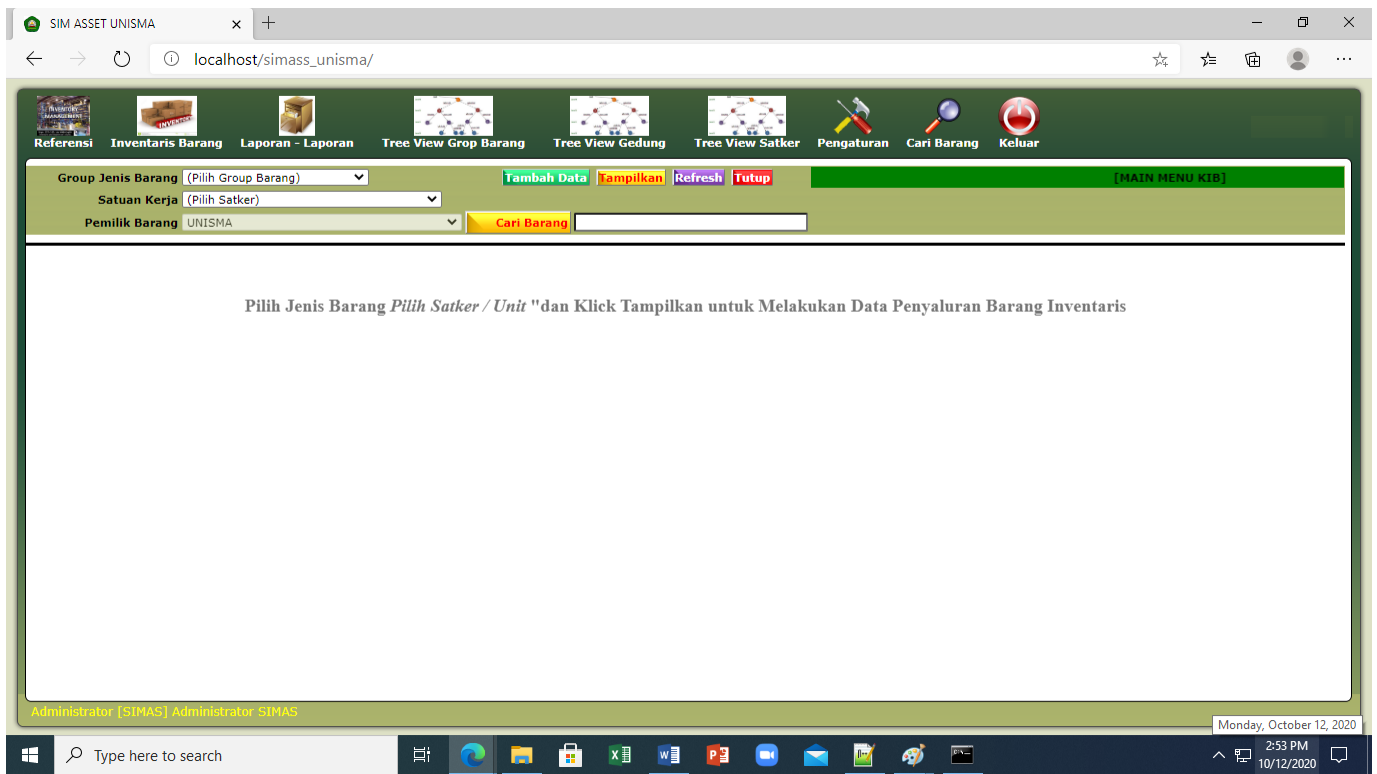 SIM ASSET UNISMA
localhost/simass_unisma/
INVENTORY
MANAGEMENT
Referensi Inventaris Barang Laporan - Laporan Tree View Grop Barang Tree View Gedung Tree View Satker Pengaturan Cari Barang Keluar
Group Jenis Barang (Pilih Group Barang) Tambah Data Tampilkan Refresh Tutup [MAIN MENU KIB]
Satuan Kerja (Pilih Satker)
Pemilik Barang UNISMA Cari Barang
Pilih Jenis Barang Pilih Satker / Unit "dan Klick Tampilkan untuk Melakukan Data Penyaluran Barang Inventaris
Administrator [SIMAS] Administrator SIMAS
Monday, October 12, 2020
Type here to search
2:53 PM
10/12/2020